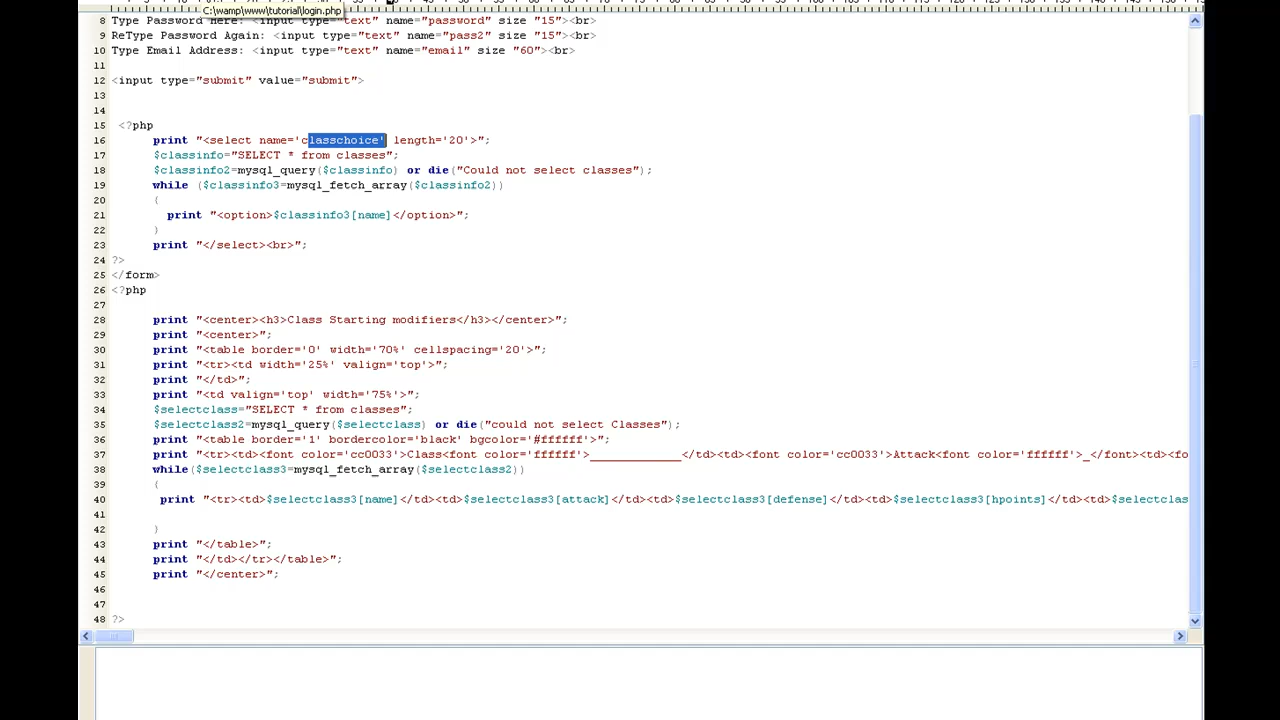 C:\wamp\www\tutorial\login.php
8 Type Password Here: <input type="text" name="password" size "15"><br>
9 ReType Password Again: <input type="text" name="pass2" size "15"><br>
10 Type Email Address: <input type="text" name="email" size "60"><br>
11
12 <input type="submit" value="submit">
13
14
15 <?php
16 print "<select name='classchoice' length='20'>";
17 $classinfo="SELECT * from classes";
18 $classinfo2=mysql_query($classinfo) or die("Could not select classes");
19 while ($classinfo3=mysql_fetch_array($classinfo2))
20 {
21 print "<option>$classinfo3[name]</option>";
22 }
23 print "</select><br>";
24 ?>
25 </form>
26 <?php
27
28 print "<center><h3>Class Starting modifiers</h3></center>";
29 print "<center>";
30 print "<table border='0' width='70%' cellspacing='20'>";
31 print "<tr><td width='25%' valign='top'>";
32 print "</td>";
33 print "<td valign='top' width='75%'>";
34 $selectclass="SELECT * from classes";
35 $selectclass2=mysql_query($selectclass) or die("could not select Classes");
36 print "<table border='1' bordercolor='black' bgcolor='#ffffff'>";
37 print "<tr><td><font color='cc0033'>Class<font color='ffffff'>_____________</td><td><font color='cc0033'>Attack<font color='ffffff'>_</font><td><fo
38 while($selectclass3=mysql_fetch_array($selectclass2))
39 {
40 print "<tr><td>$selectclass3[name]</td><td>$selectclass3[attack]</td><td>$selectclass3[defense]</td><td>$selectclass3[hpoints]</td><td>$selectclas
41
42 }
43 print "</table>";
44 print "</td></tr></table>";
45 print "</center>";
46
47
48 ?>